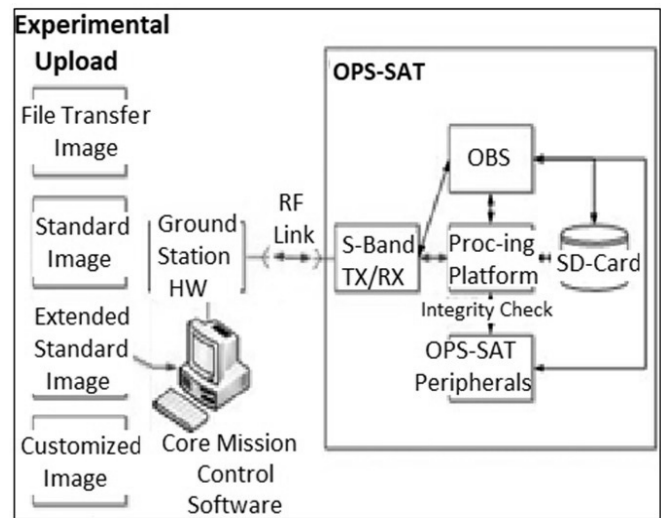 Experimental
Upload
File Transfer
Image
Standard
Image
Extended
Standard
Image
Customized
Image
Ground
Station
HW
Core Mission
Control
Software
RF
Link
OPS-SAT
OBS
S-Band
TX/RX
Proc-ing
Platform
SD-Card
Integrity Check
OPS-SAT
Peripherals